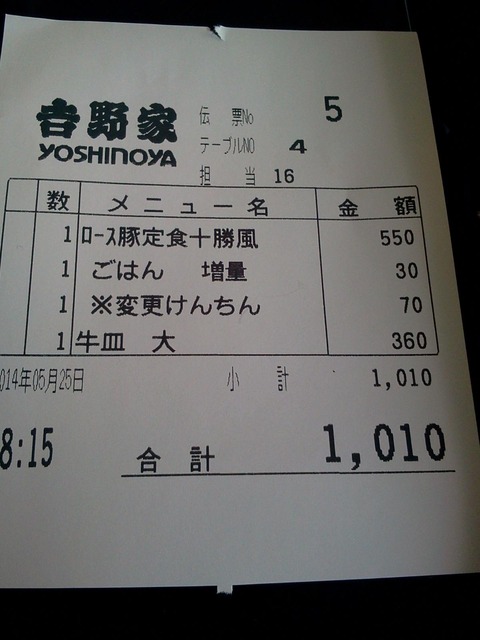 吉野家
YOSHINOYA
伝 票No 5
テーブルNO 4
担 当 16
数 メニュー名 金 額
1 ロース豚定食十勝風 550
1 ごはん 増量 30
1 ※変更けんちん 70
1 牛皿 大 360
014年05月25日 小 計 1,010
8:15 合 計 1,010